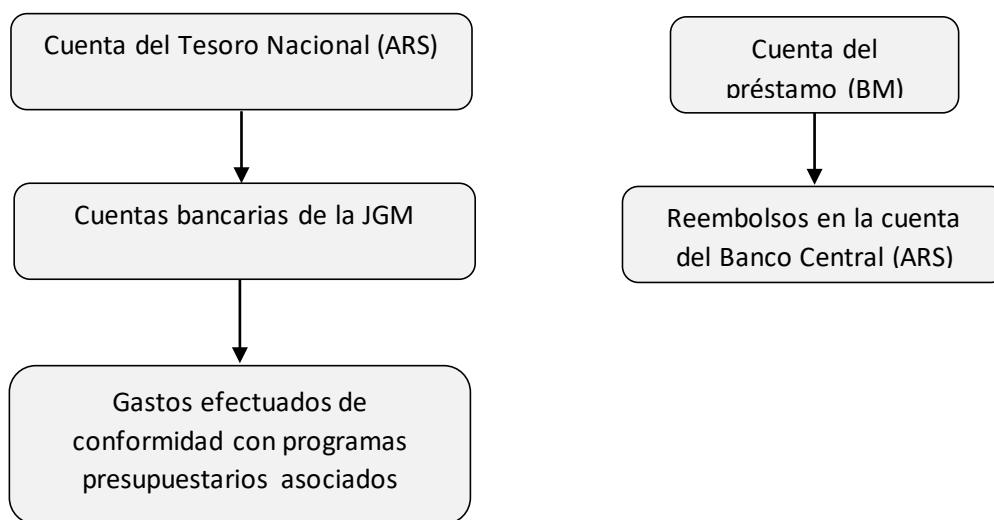 Cuenta del Tesoro Nacional (ARS)
Cuentas bancarias de la JGM
Gastos efectuados de
conformidad con programas
presupuestarios asociados
Cuenta del
préstamo (BM)
Reembolsos en la cuenta
del Banco Central (ARS)